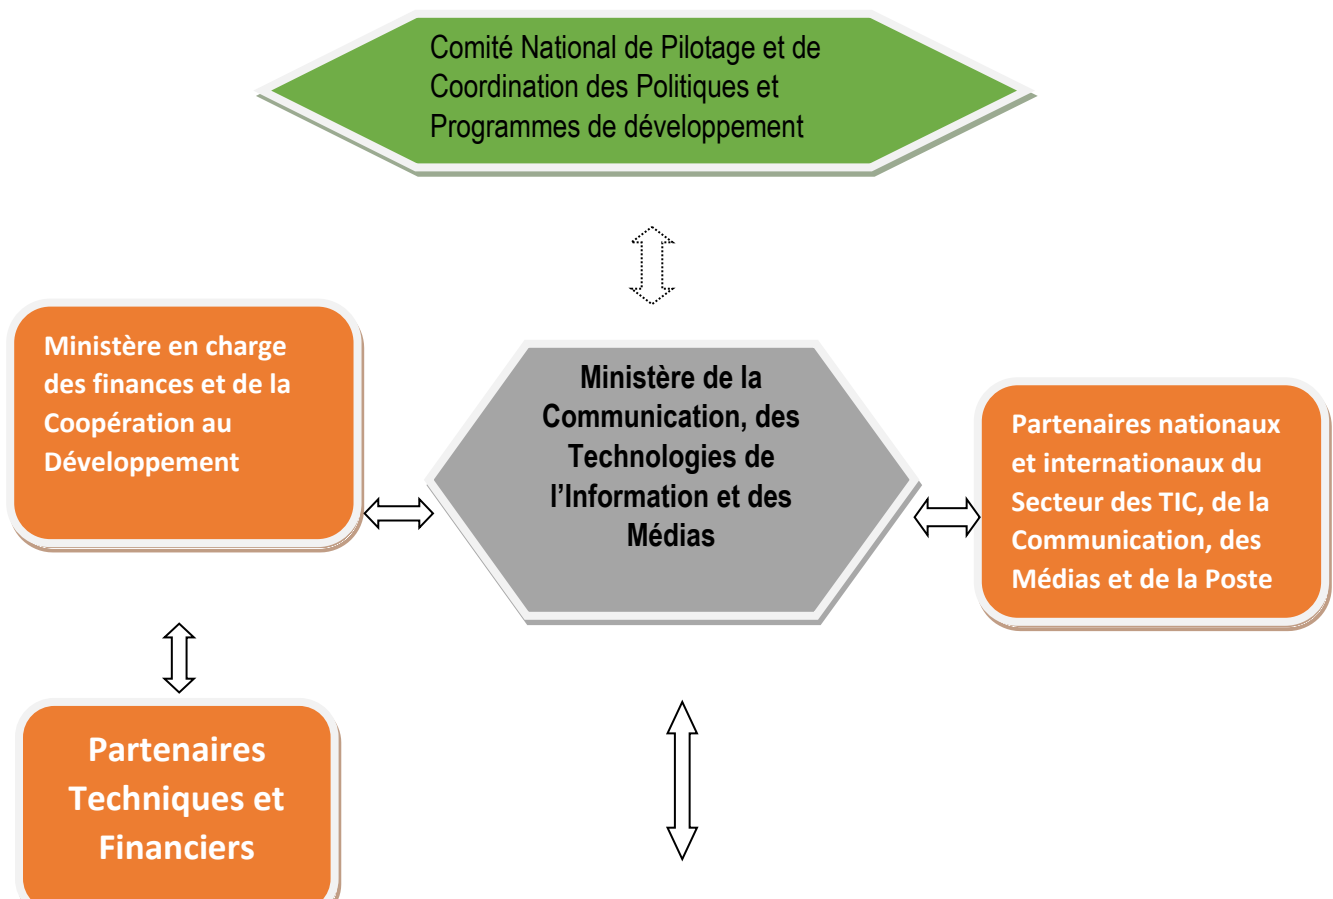 Comité National de Pilotage et de
Coordination des Politiques et
Programmes de développement
Ministère en charge
des finances et de la
Coopération au
Développement
Ministère de la
Communication, des
Technologies de
l’Information et des
Médias
Partenaires nationaux
et internationaux du
Secteur des TIC, de la
Communication, des
Médias et de la Poste
Partenaires
Techniques et
Financiers